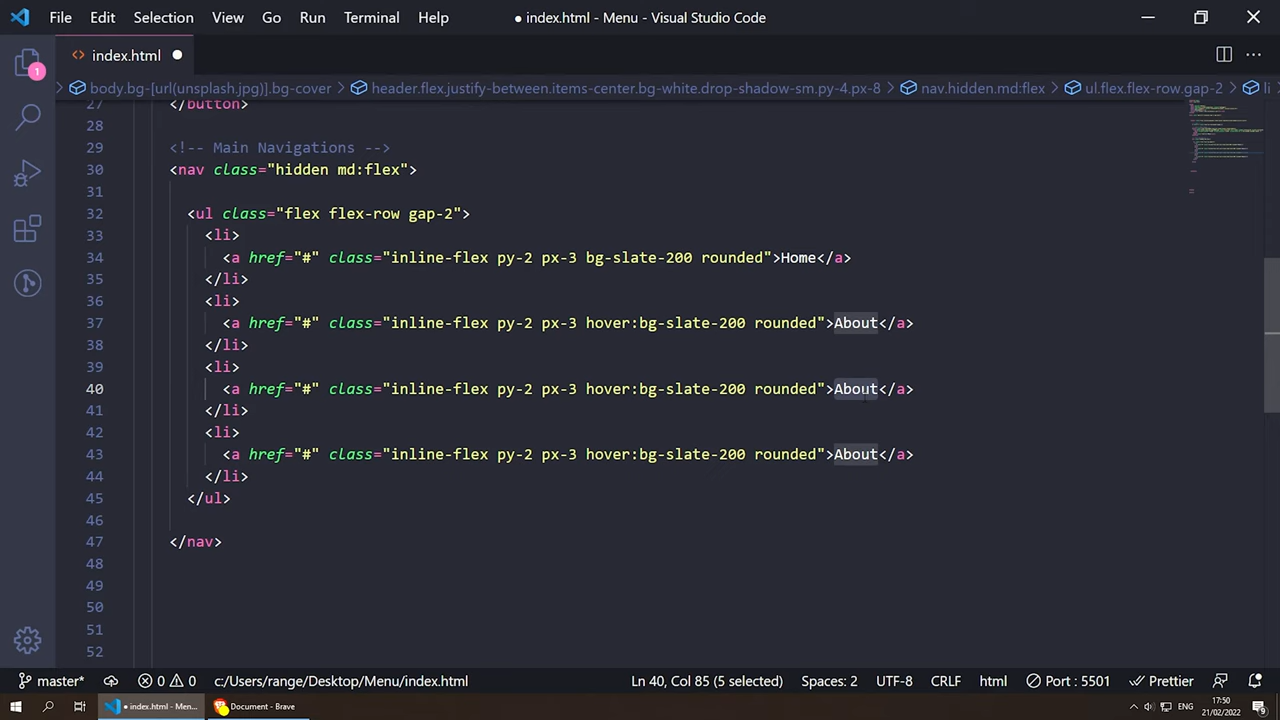 File Edit Selection View Go Run Terminal Help ● index.html - Menu - Visual Studio Code
<> index.html ●
1
> body.bg-[url(unsplash.jpg)].bg-cover > header.flex.justify-between.items-center.bg-white.drop-shadow-sm.py-4.px-8 > nav.hidden.md:flex > ul.flex.flex-row.gap-2 > li
27 </button>
28
29 <!-- Main Navigations -->
30 <nav class="hidden md:flex">
31
32 <ul class="flex flex-row gap-2">
33 <li>
34 <a href="#" class="inline-flex py-2 px-3 bg-slate-200 rounded">Home</a>
35 </li>
36 <li>
37 <a href="#" class="inline-flex py-2 px-3 hover:bg-slate-200 rounded">About</a>
38 </li>
39 <li>
40 <a href="#" class="inline-flex py-2 px-3 hover:bg-slate-200 rounded">About</a>
41 </li>
42 <li>
43 <a href="#" class="inline-flex py-2 px-3 hover:bg-slate-200 rounded">About</a>
44 </li>
45 </ul>
46
47 </nav>
48
49
50
51
52
master* 0 0 c:/Users/range/Desktop/Menu/index.html Ln 40, Col 85 (5 selected) Spaces: 2 UTF-8 CRLF html Port : 5501 Prettier
● index.html - Men... Document - Brave ENG 17:50
21/02/2022 9